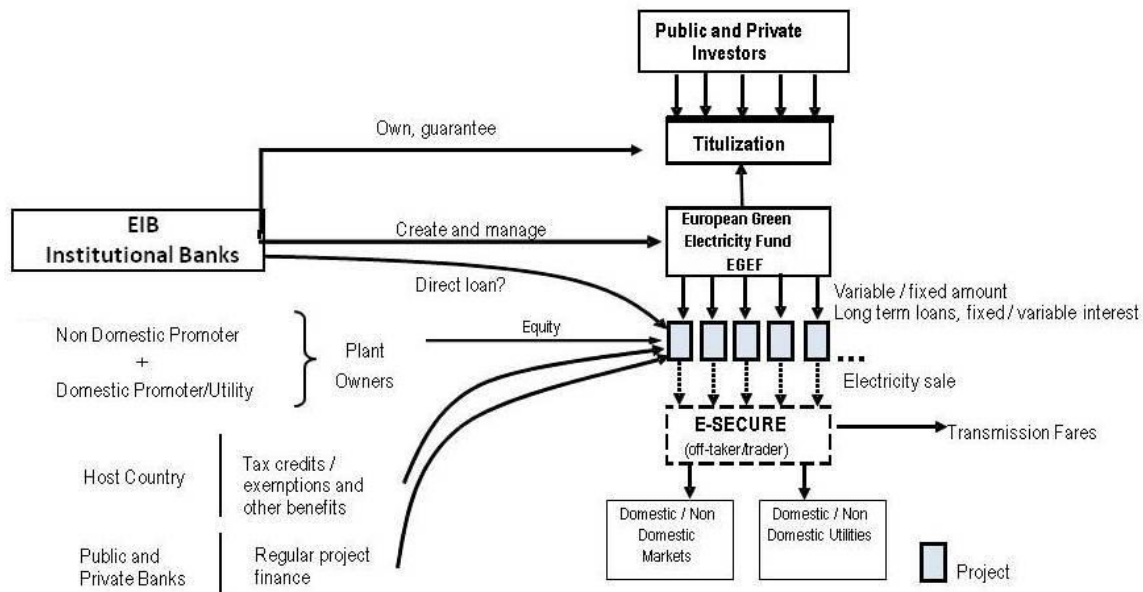 Public and Private
Investors
Own, guarantee
Titulization
EIB
Institutional Banks
Create and manage
European Green
Electricity Fund
EGEF
Direct loan?
Variable / fixed amount
Long term loans, fixed / variable interest
Non Domestic Promoter
+
Domestic Promoter/Utility
Plant
Owners
Equity
....
Electricity sale
E-SECURE
(off-taker/trader)
Transmission Fares
Host Country
Tax credits /
exemptions and
other benefits
Domestic / Non
Domestic
Markets
Domestic / Non
Domestic Utilities
Public and
Private Banks
Regular project
finance
Project